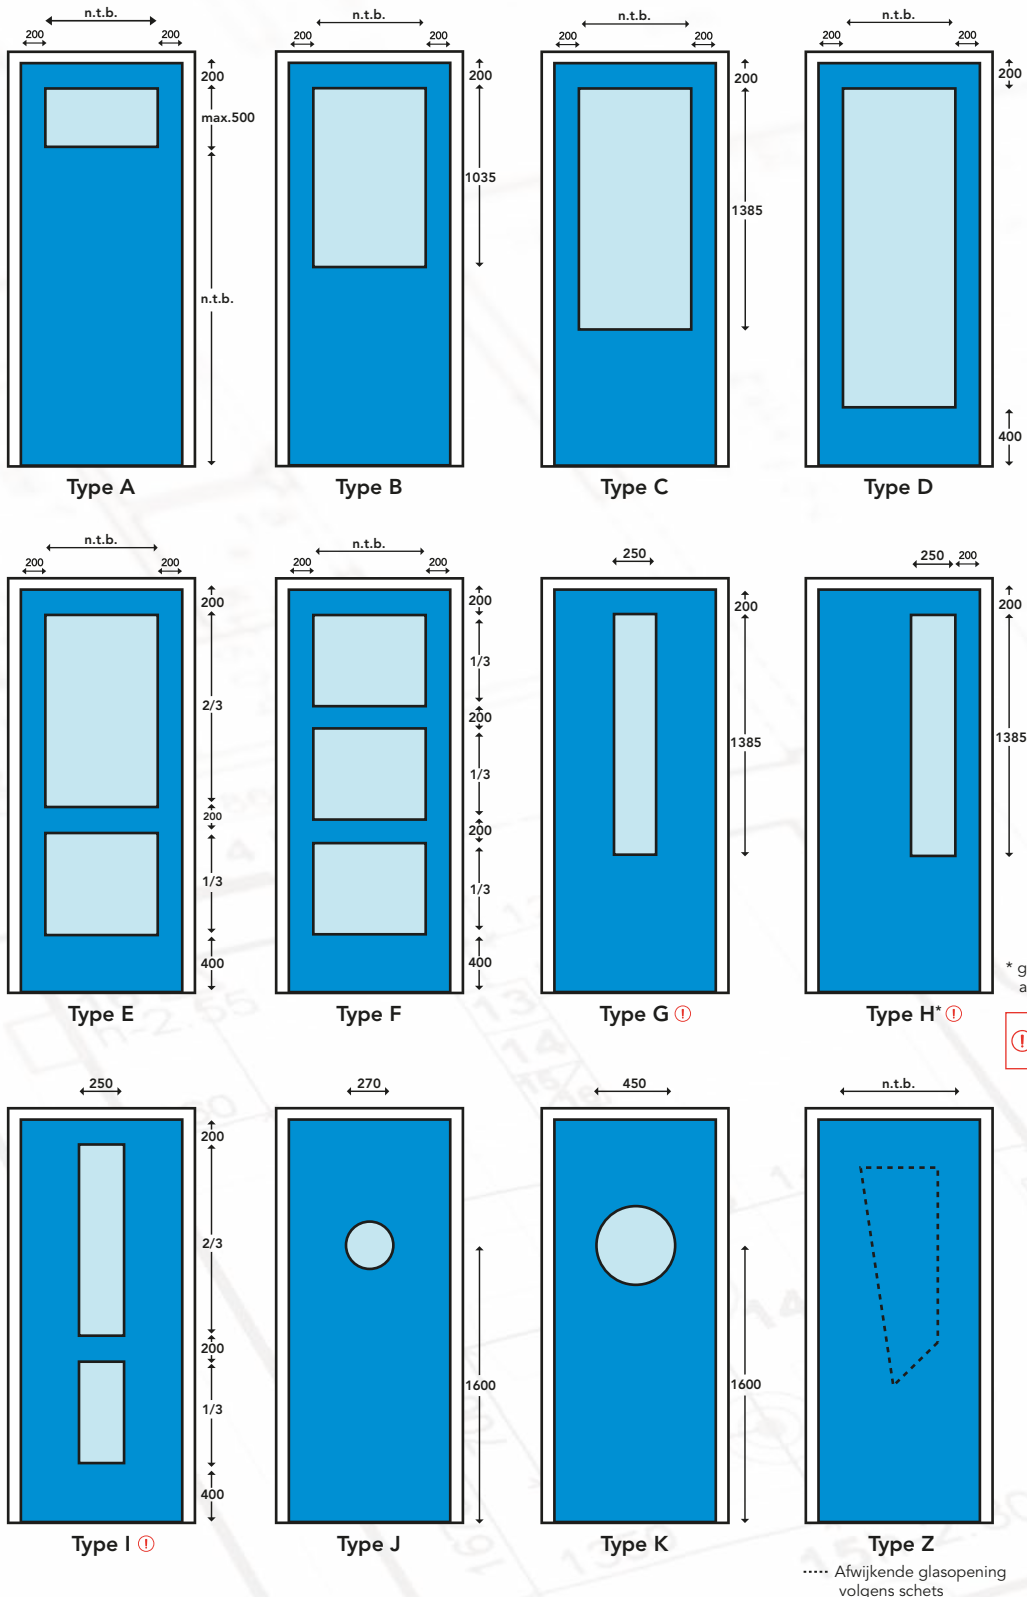 n.t.b.
200 200
200
max.500
n.t.b.
Type A
n.t.b.
200 200
200
1035
Type B
n.t.b.
200 200
200
1385
Type C
n.t.b.
200 200
200
400
Type D
n.t.b.
200 200
200
2/3
200
1/3
400
Type E
n.t.b.
200 200
200
1/3
200
1/3
200
1/3
400
Type F
250
200
1385
Type G !
250 200
200
1385
Type H* !
* g
a
!
250
200
2/3
200
1/3
400
Type I !
270
1600
Type J
450
1600
Type K
n.t.b.
Type Z
Afwijkende glasopening
volgens schets